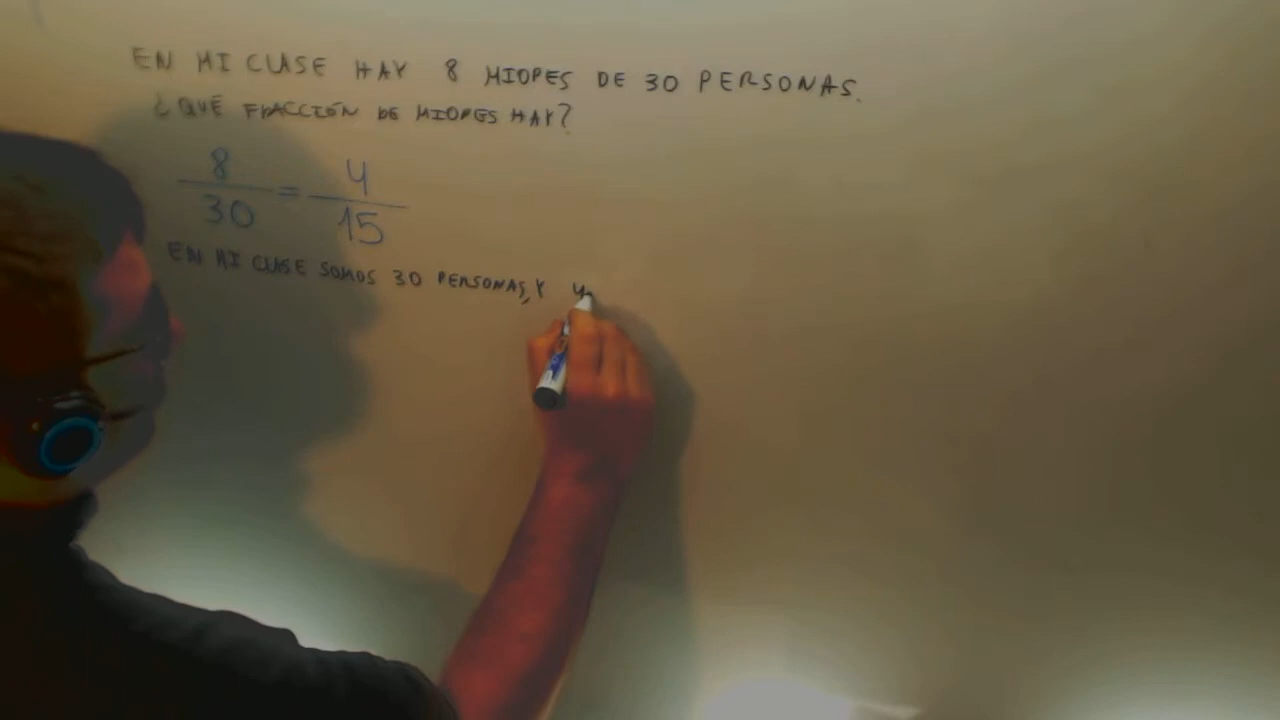 EN MI CLASE HAY 8 MIOPES DE 30 PERSONAS.
¿QUÉ FRACCIÓN DE MIOPES HAY?
8/30 = 4/15
EN MI CLASE SOMOS 30 PERSONAS, Y